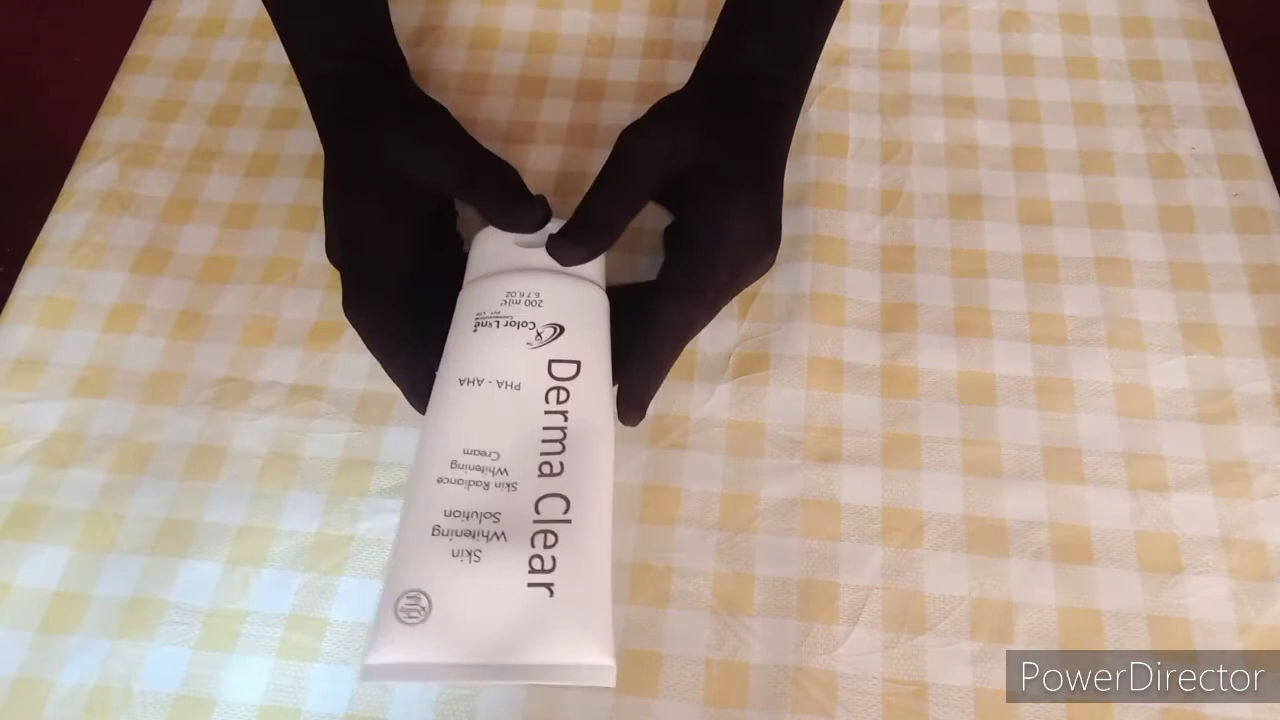 Derma Clear
Skin
Whitening
Solution
Skin Radiance
Whitening
Cream
PHA - AHA
Color Line
200 ml e
6.7 fl.oz
PowerDirector